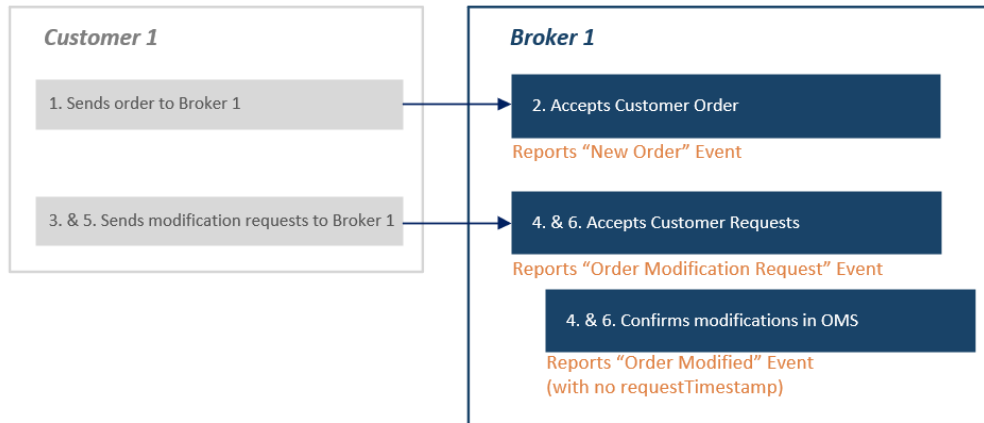 Customer 1
1. Sends order to Broker 1
3. & 5. Sends modification requests to Broker 1
Broker 1
2. Accepts Customer Order
Reports “New Order” Event
4. & 6. Accepts Customer Requests
Reports “Order Modification Request” Event
4. & 6. Confirms modifications in OMS
Reports “Order Modified” Event
(with no requestTimestamp)